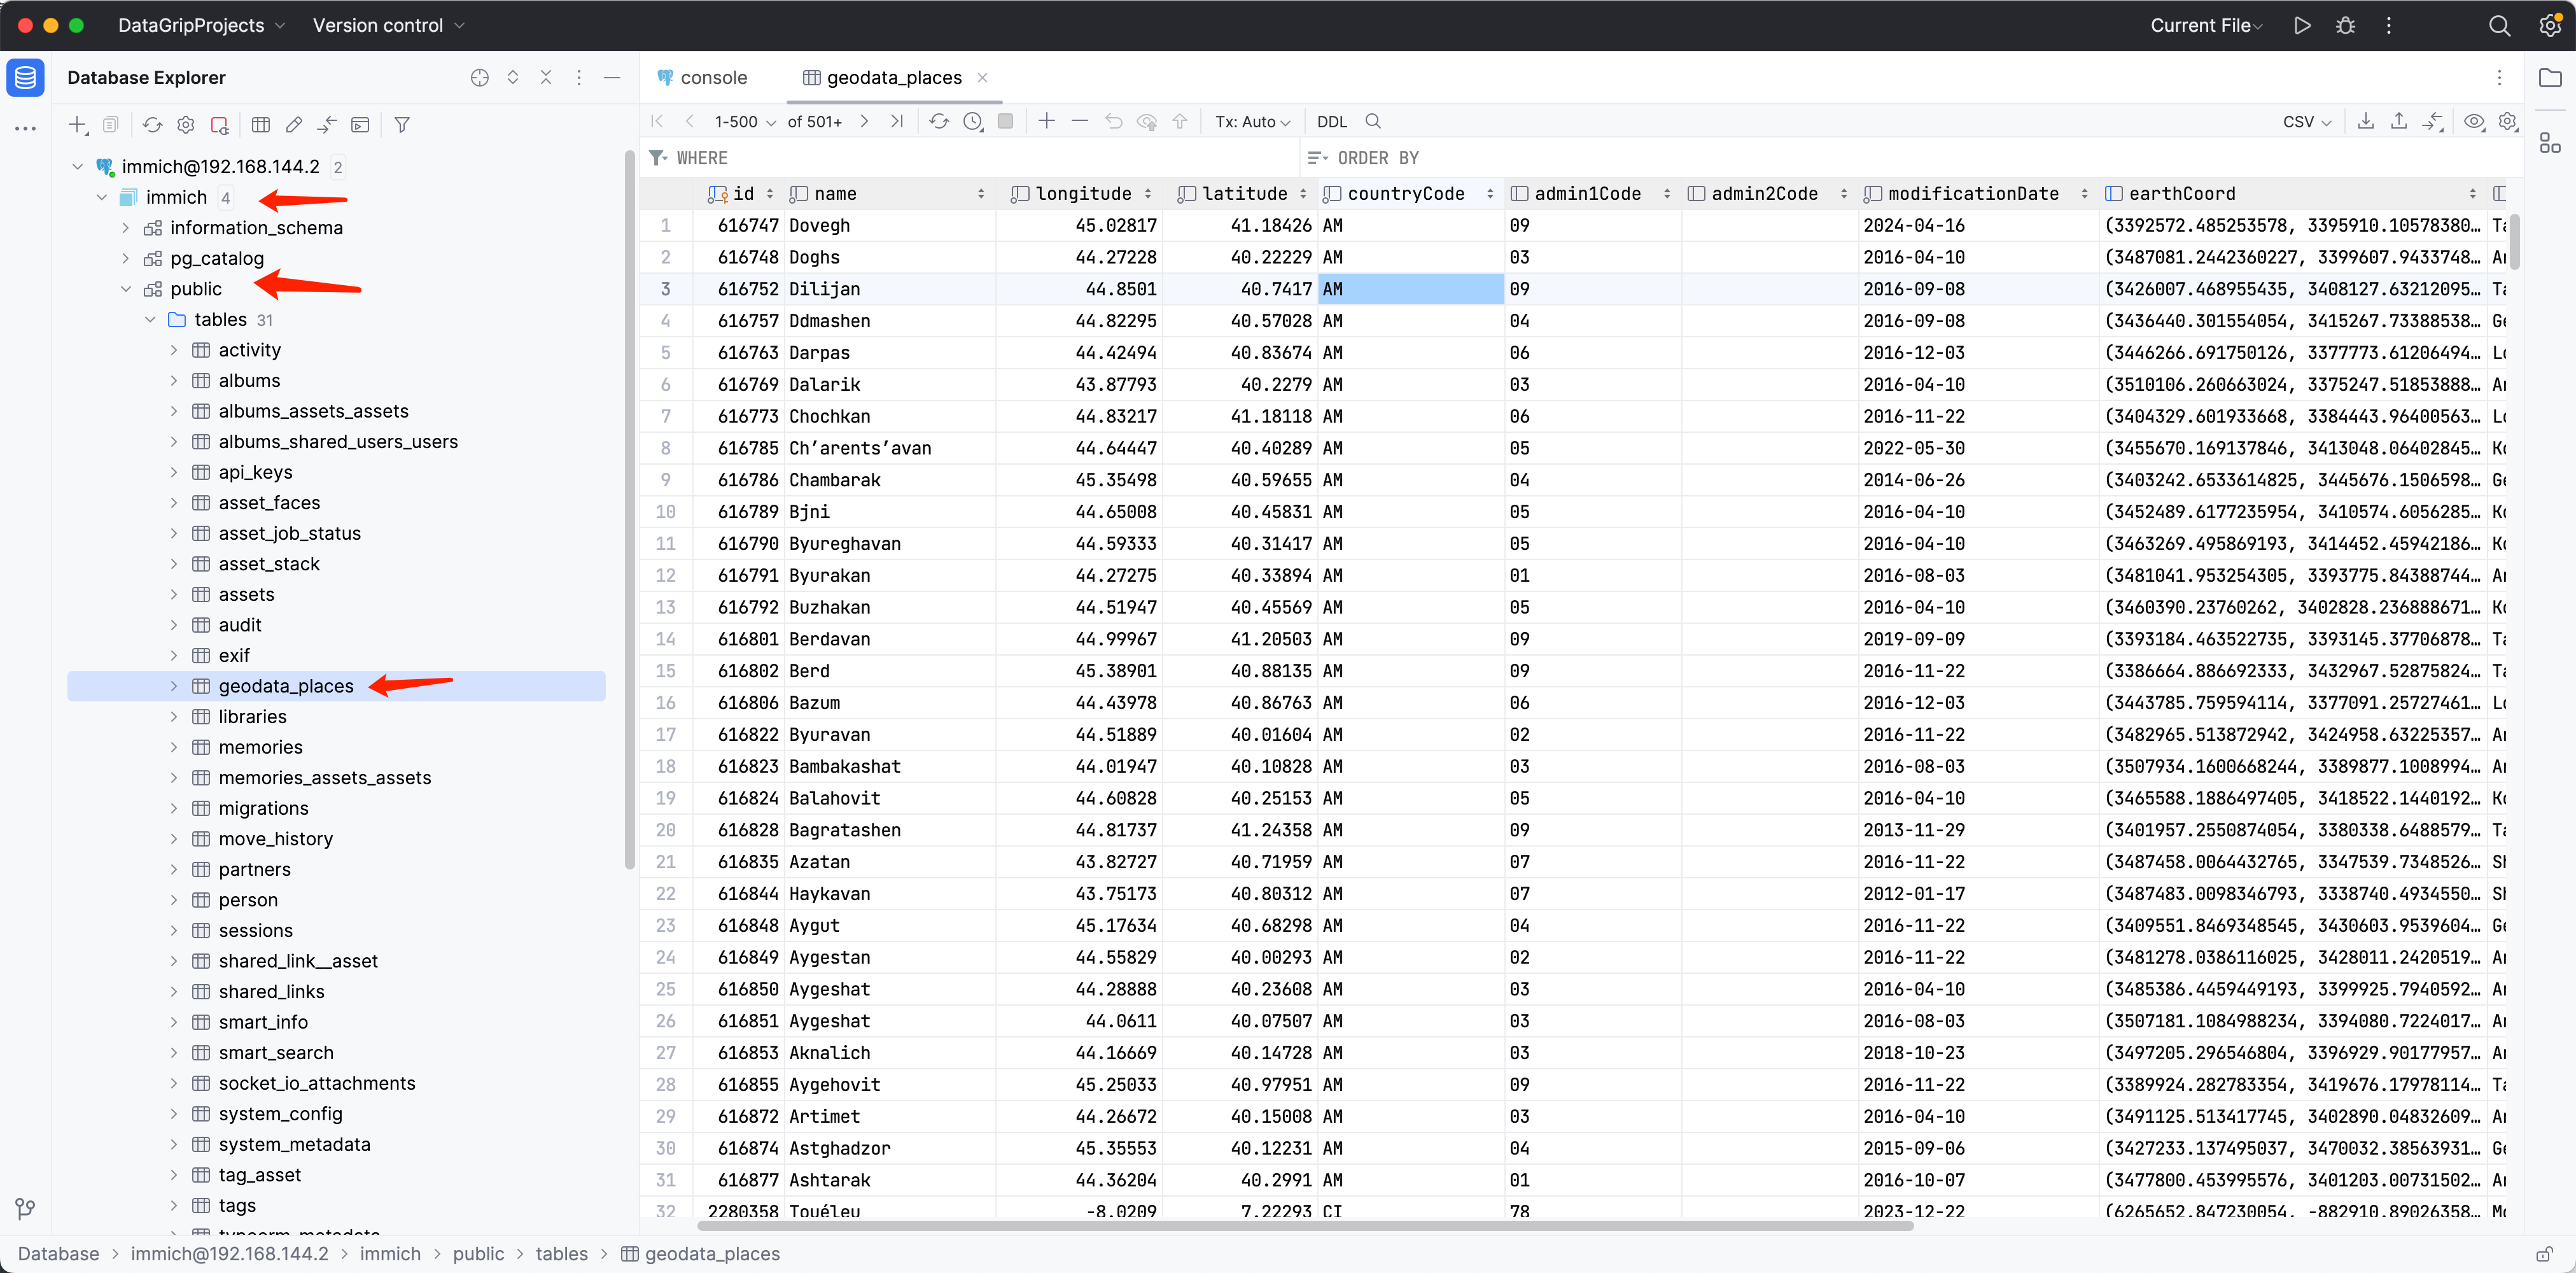 DataGripProjects Version control Current File
Database Explorer
console geodata_places
1-500 of 501+ Tx: Auto DDL CSV
WHERE ORDER BY
immich@192.168.144.2 2
immich 4
information_schema
pg_catalog
public
tables 31
activity
albums
albums_assets_assets
albums_shared_users_users
api_keys
asset_faces
asset_job_status
asset_stack
assets
audit
exif
geodata_places
libraries
memories
memories_assets_assets
migrations
move_history
partners
person
sessions
shared_link__asset
shared_links
smart_info
smart_search
socket_io_attachments
system_config
system_metadata
tag_asset
tags
id name longitude latitude countryCode admin1Code admin2Code modificationDate earthCoord
1 616747 Dovegh 45.02817 41.18426 AM 09 2024-04-16 (3392572.485253578, 3395910.10578380…
2 616748 Doghs 44.27228 40.22229 AM 03 2016-04-10 (3487081.2442360227, 3399607.9433748…
3 616752 Dilijan 44.8501 40.7417 AM 09 2016-09-08 (3426007.468955435, 3408127.63212095…
4 616757 Ddmashen 44.82295 40.57028 AM 04 2016-09-08 (3436440.301554054, 3415267.73388538…
5 616763 Darpas 44.42494 40.83674 AM 06 2016-12-03 (3446266.691750126, 3377773.61206494…
6 616769 Dalarik 43.87793 40.2279 AM 03 2016-04-10 (3510106.260663024, 3375247.51853888…
7 616773 Chochkan 44.83217 41.18118 AM 06 2016-11-22 (3404329.601933668, 3384443.96400563…
8 616785 Ch’arents’avan 44.64447 40.40289 AM 05 2022-05-30 (3455670.169137846, 3413048.06402845…
9 616786 Chambarak 45.35498 40.59655 AM 04 2014-06-26 (3403242.6533614825, 3445676.1506598…
10 616789 Bjni 44.65008 40.45831 AM 05 2016-04-10 (3452489.6177235954, 3410574.6056285…
11 616790 Byureghavan 44.59333 40.31417 AM 05 2016-04-10 (3463269.495869193, 3414452.45942186…
12 616791 Byurakan 44.27275 40.33894 AM 01 2016-08-03 (3481041.953254305, 3393775.84388744…
13 616792 Buzhakan 44.51947 40.45569 AM 05 2016-04-10 (3460390.23760262, 3402828.236888671…
14 616801 Berdavan 44.99967 41.20503 AM 09 2019-09-09 (3393184.463522735, 3393145.37706878…
15 616802 Berd 45.38901 40.88135 AM 09 2016-11-22 (3386664.886692333, 3432967.52875824…
16 616806 Bazum 44.43978 40.86763 AM 06 2016-12-03 (3443785.759594114, 3377091.25727461…
17 616822 Byuravan 44.51889 40.01604 AM 02 2016-11-22 (3482965.513872942, 3424958.63225357…
18 616823 Bambakashat 44.01947 40.10828 AM 03 2016-08-03 (3507934.1600668244, 3389877.1008994…
19 616824 Balahovit 44.60828 40.25153 AM 05 2016-04-10 (3465588.1886497405, 3418522.1440192…
20 616828 Bagratashen 44.81737 41.24358 AM 09 2013-11-29 (3401957.2550874054, 3380338.6488579…
21 616835 Azatan 43.82727 40.71959 AM 07 2016-11-22 (3487458.0064432765, 3347539.7348526…
22 616844 Haykavan 43.75173 40.80312 AM 07 2012-01-17 (3487483.0098346793, 3338740.4934550…
23 616848 Aygut 45.17634 40.68298 AM 04 2016-11-22 (3409551.8469348545, 3430603.9539604…
24 616849 Aygestan 44.55829 40.00293 AM 02 2016-11-22 (3481278.0386116025, 3428011.2420519…
25 616850 Aygeshat 44.28888 40.23608 AM 03 2016-04-10 (3485386.4459449193, 3399925.7940592…
26 616851 Aygeshat 44.0611 40.07507 AM 03 2016-08-03 (3507181.1084988234, 3394080.7224017…
27 616853 Aknalich 44.16669 40.14728 AM 03 2018-10-23 (3497205.296546804, 3396929.90177957…
28 616855 Aygehovit 45.25033 40.97951 AM 09 2016-11-22 (3389924.282783354, 3419676.17978114…
29 616872 Artimet 44.26672 40.15008 AM 03 2016-04-10 (3491125.513417745, 3402890.04832609…
30 616874 Astghadzor 45.35553 40.12231 AM 04 2015-09-06 (3427233.137495037, 3470032.38563931…
31 616877 Ashtarak 44.36204 40.2991 AM 01 2016-10-07 (3477800.453995576, 3401203.00731502…
32 2280358 Touéleu -8.0209 7.22293 CI 78 2023-12-22 (6265652.847230054, -882910.89026358…
Database immich@192.168.144.2 immich public tables geodata_places